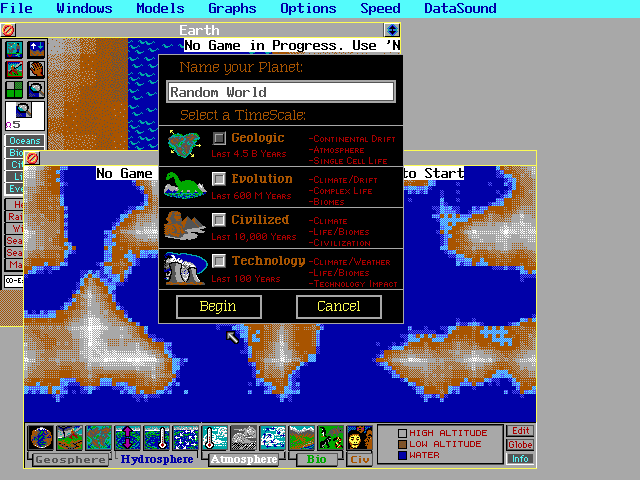 File Windows Models Graphs Options Speed DataSound
Earth
No Game in Progress. Use 'N
Name your Planet:
Random World
Select a TimeScale:
Geologic
Last 4.5 B Years
-Continental Drift
-Atmosphere
-Single Cell Life
Evolution
Last 600 M Years
-Climate/Drift
-Complex Life
-Biomes
Civilized
Last 10,000 Years
-Climate
-Life/Biomes
-Civilization
Technology
Last 100 Years
-Climate/Weather
-Life/Biomes
-Technology Impact
Begin Cancel
Ω5
Oceans
No Game
to Start
Geosphere Hydrosphere Atmosphere Bio Civ
HIGH ALTITUDE
LOW ALTITUDE
WATER
Edit
Globe
Info